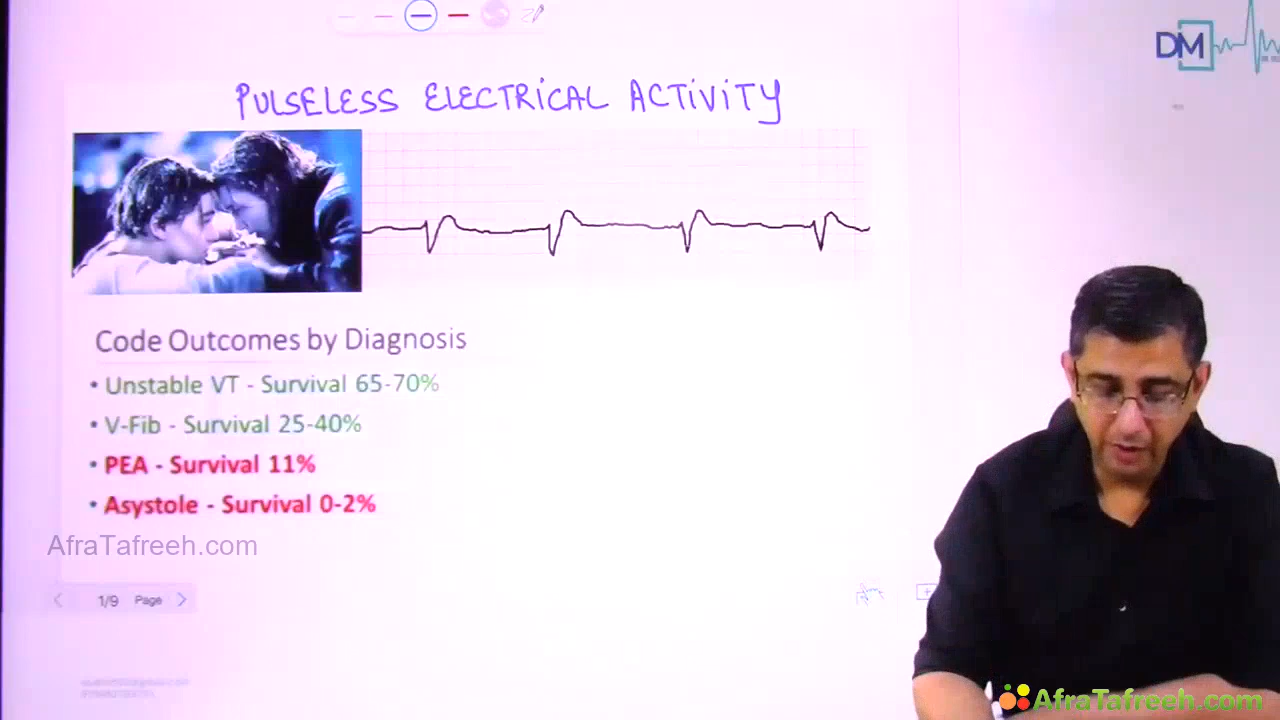 DM
PULSELESS ELECTRICAL ACTIVITY
Code Outcomes by Diagnosis
• Unstable VT - Survival 65-70%
• V-Fib - Survival 25-40%
• PEA - Survival 11%
• Asystole - Survival 0-2%
AfraTafreeh.com
1/9 Page
AfraTafreeh.com